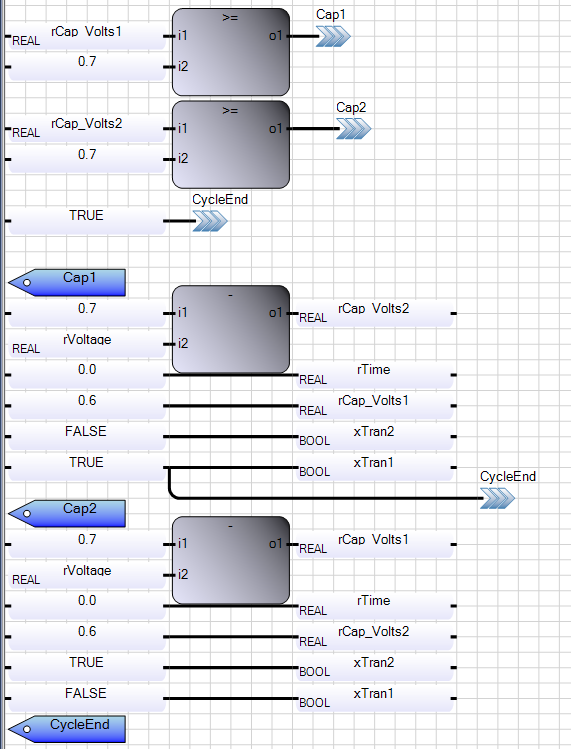 Cap1
>=
REAL rCap_Volts1 i1 o1
0.7 i2
Cap2
>=
REAL rCap_Volts2 i1 o1
0.7 i2
CycleEnd
TRUE
Cap1
-
0.7 i1 o1 REAL rCap_Volts2
REAL rVoltage i2
0.0 REAL rTime
0.6 REAL rCap_Volts1
FALSE BOOL xTran2
TRUE BOOL xTran1
CycleEnd
Cap2
-
0.7 i1 o1 REAL rCap_Volts1
REAL rVoltage i2
0.0 REAL rTime
0.6 REAL rCap_Volts2
TRUE BOOL xTran2
FALSE BOOL xTran1
CycleEnd